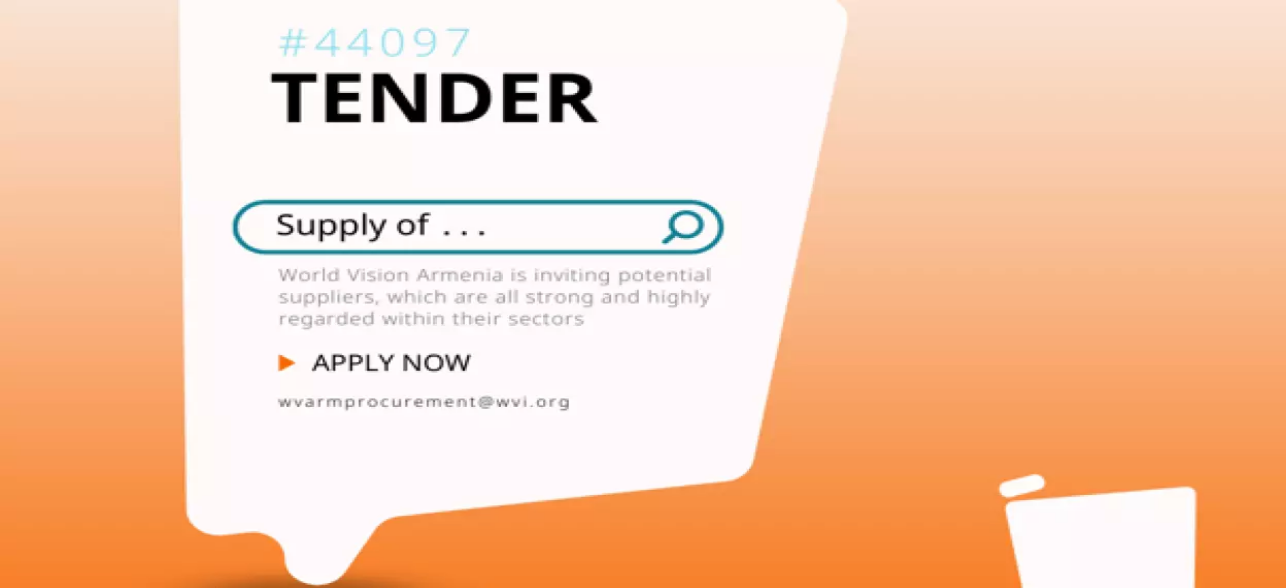 #44097
TENDER
Supply of ...
World Vision Armenia is inviting potential
suppliers, which are all strong and highly
regarded within their sectors
APPLY NOW
wvarmprocurement@wvi.org